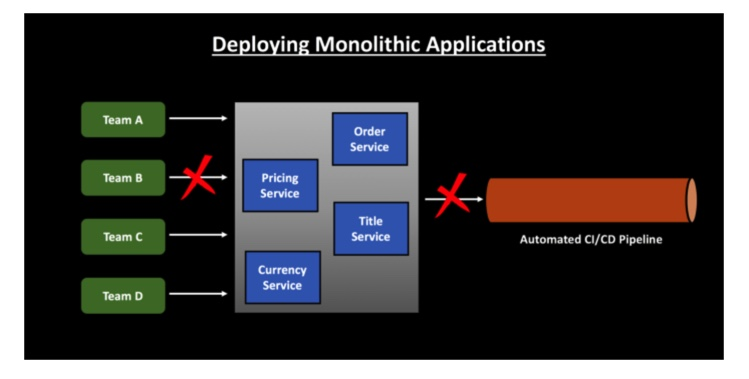 Deploying Monolithic Applications
Team A
Team B
Team C
Team D
Order
Service
Pricing
Service
Title
Service
Currency
Service
Automated CI/CD Pipeline